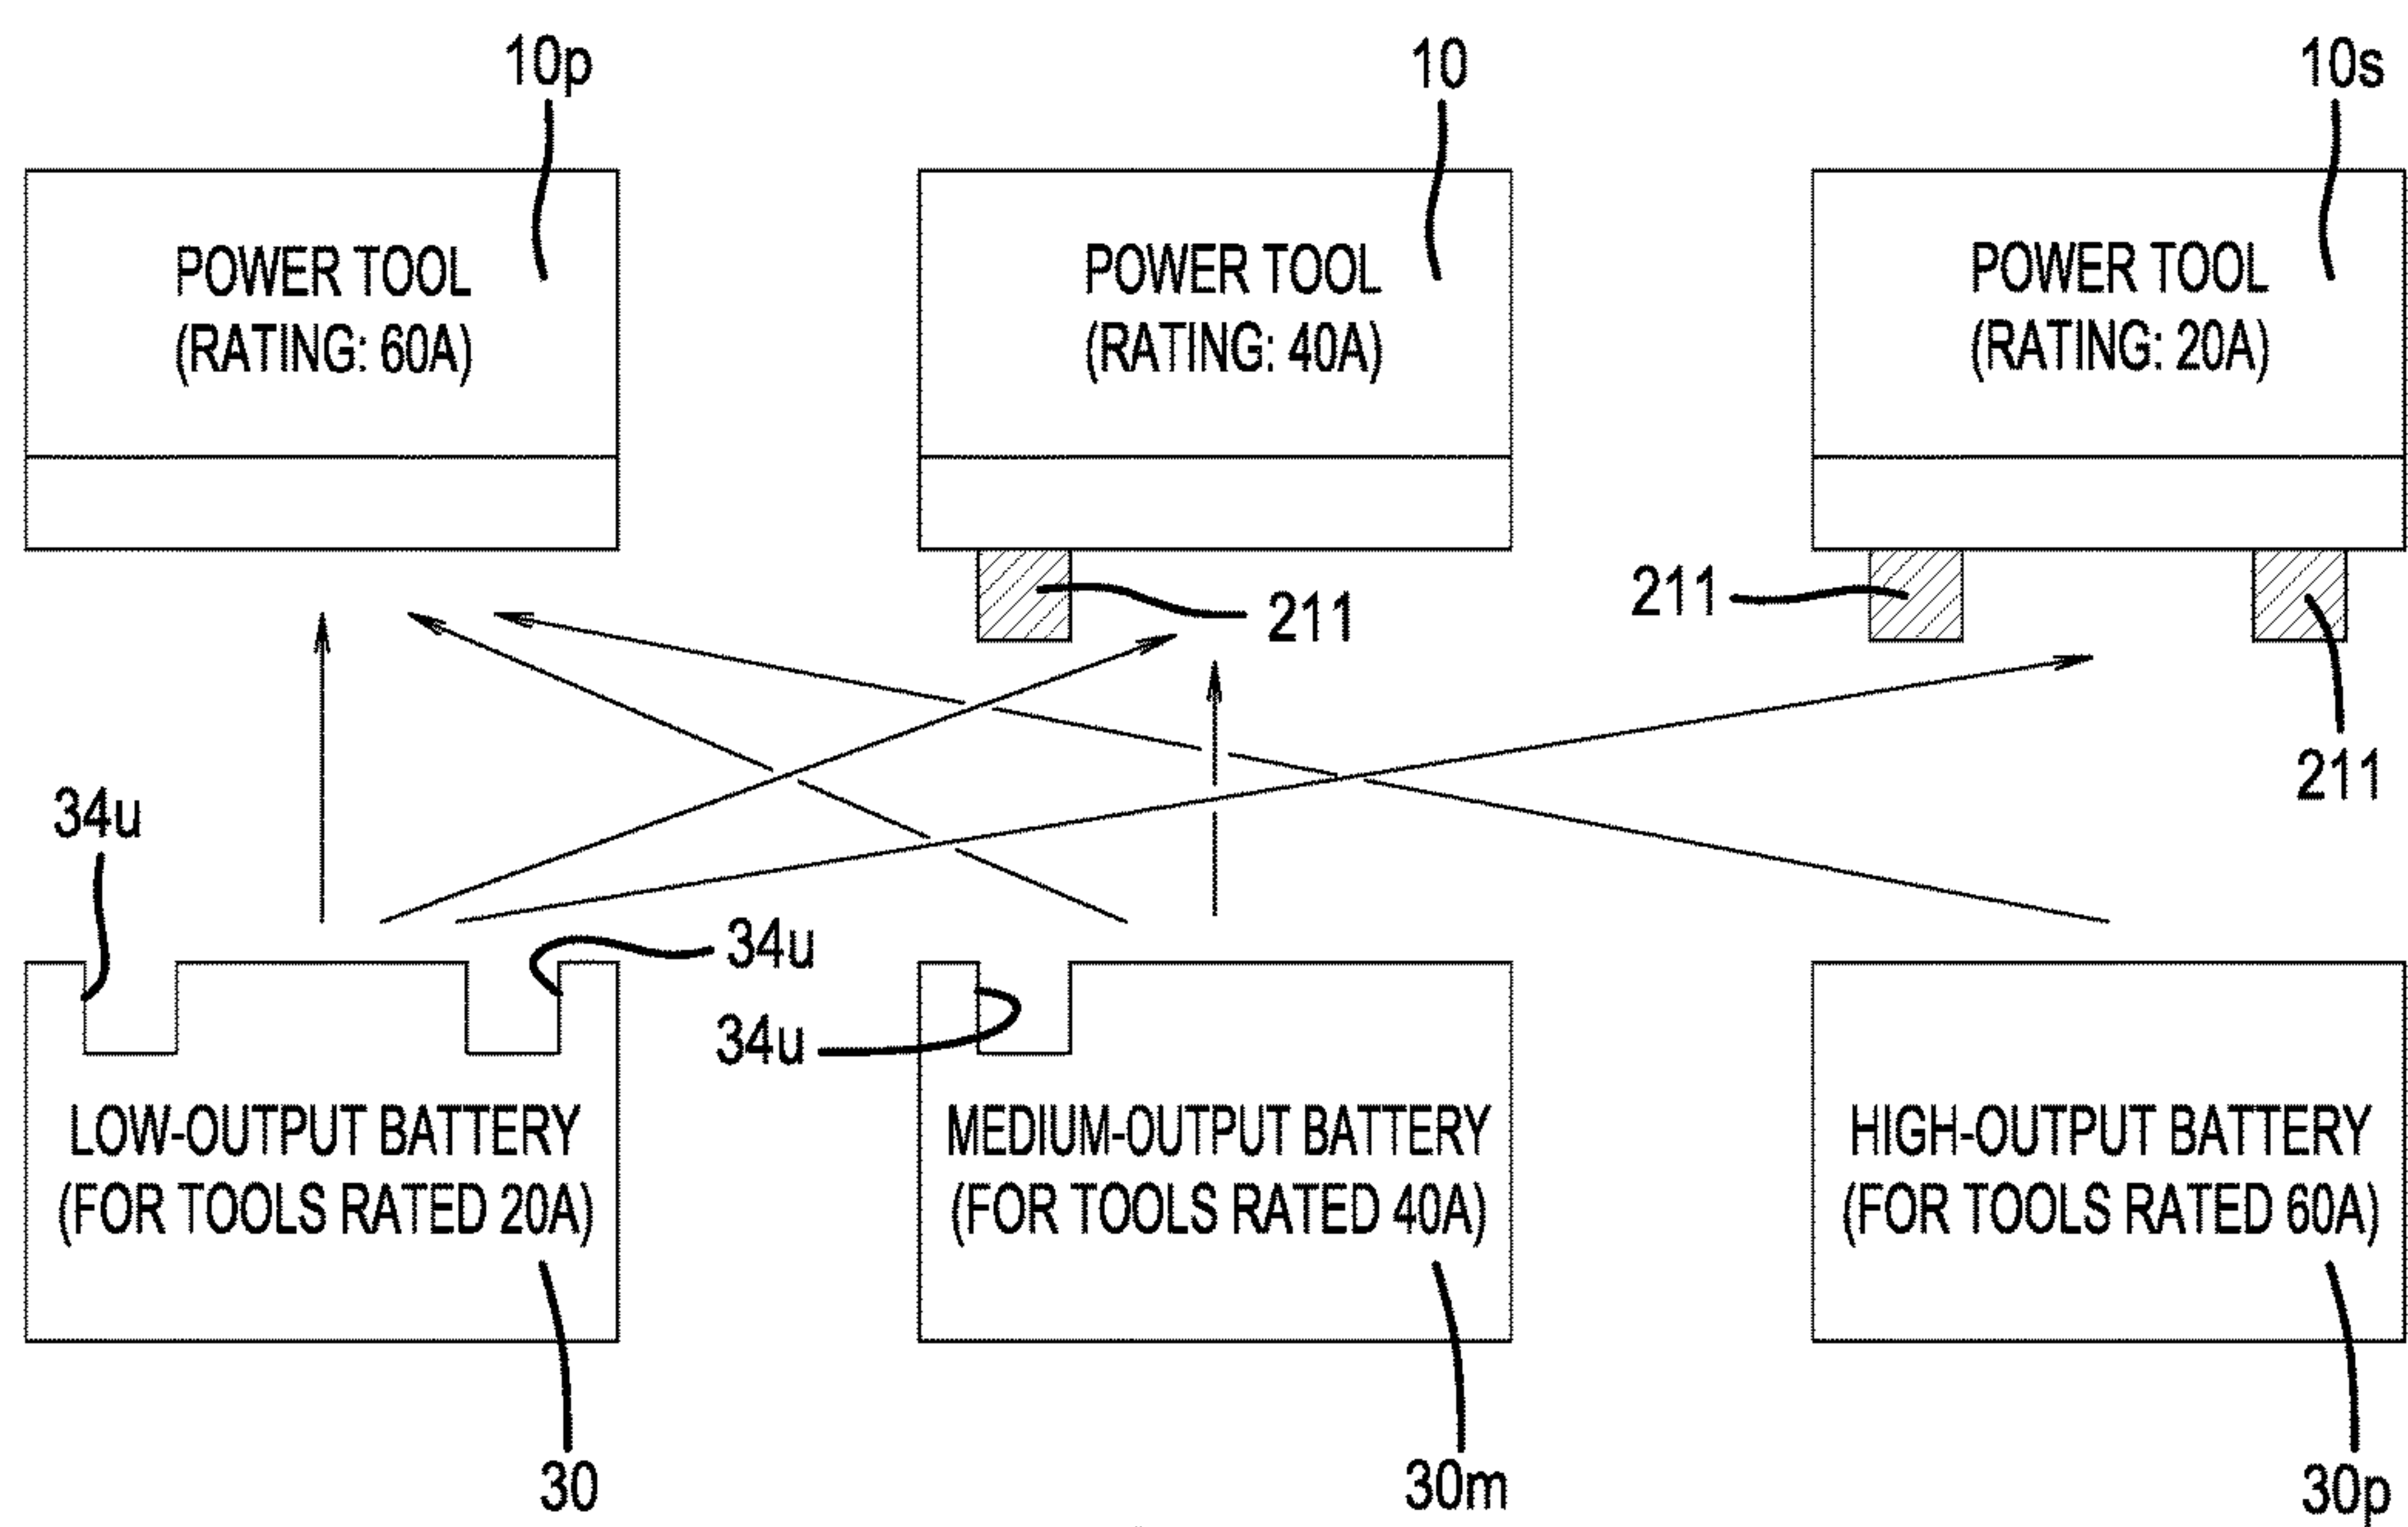 10p
10
10s
POWER TOOL
(RATING: 60A)
POWER TOOL
(RATING: 40A)
POWER TOOL
(RATING: 20A)
211
211
211
34u
34u
34u
LOW-OUTPUT BATTERY
(FOR TOOLS RATED 20A)
MEDIUM-OUTPUT BATTERY
(FOR TOOLS RATED 40A)
HIGH-OUTPUT BATTERY
(FOR TOOLS RATED 60A)
30
30m
30p